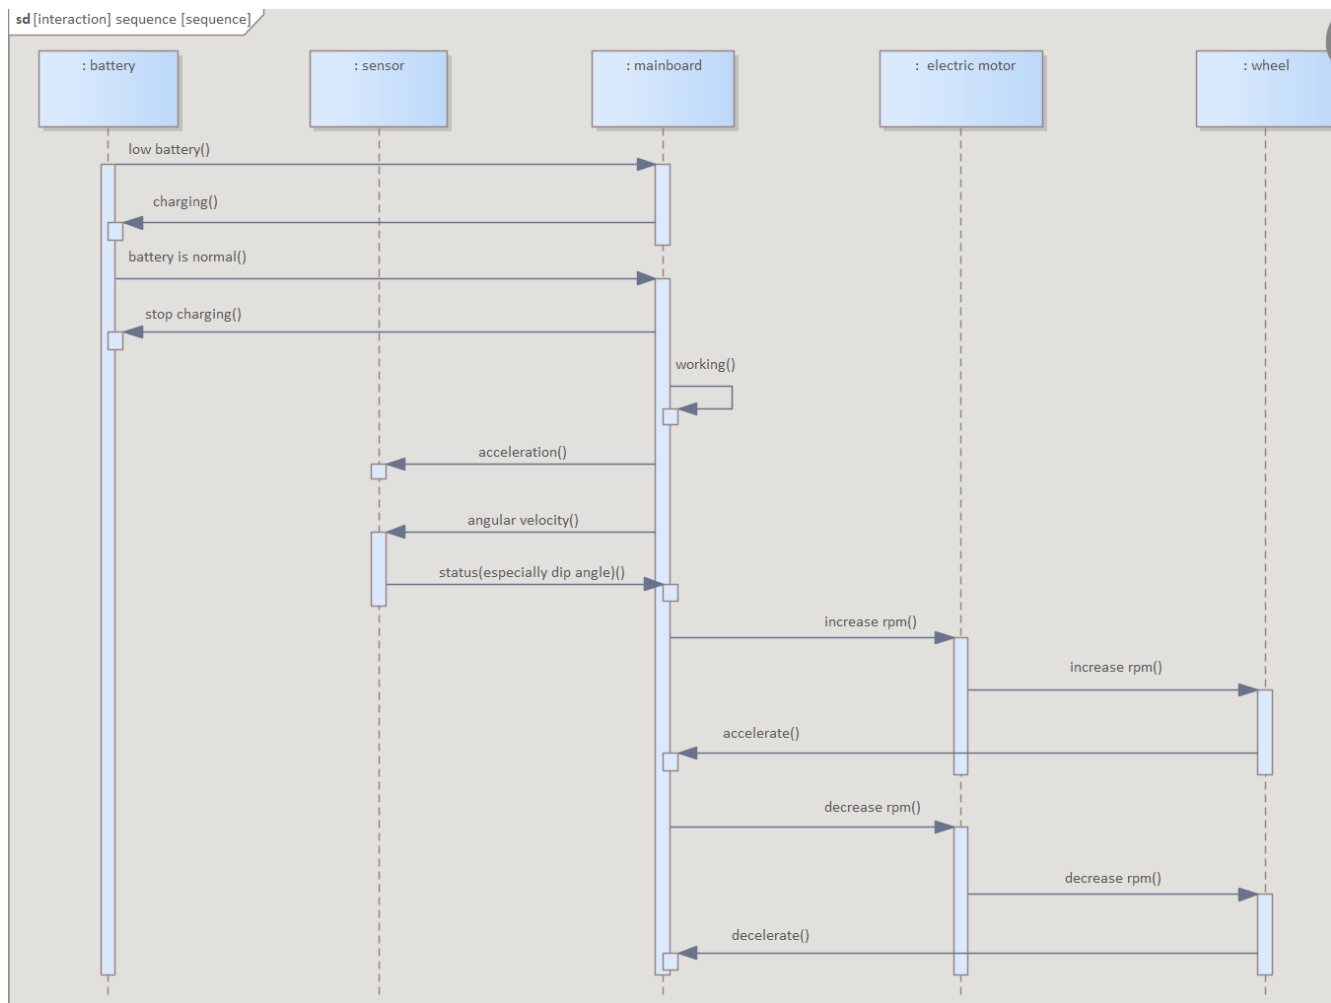 sd [interaction] sequence [sequence]
: battery
: sensor
: mainboard
: electric motor
: wheel
low battery()
charging()
battery is normal()
stop charging()
working()
acceleration()
angular velocity()
status(especially dip angle)()
increase rpm()
increase rpm()
accelerate()
decrease rpm()
decrease rpm()
decelerate()